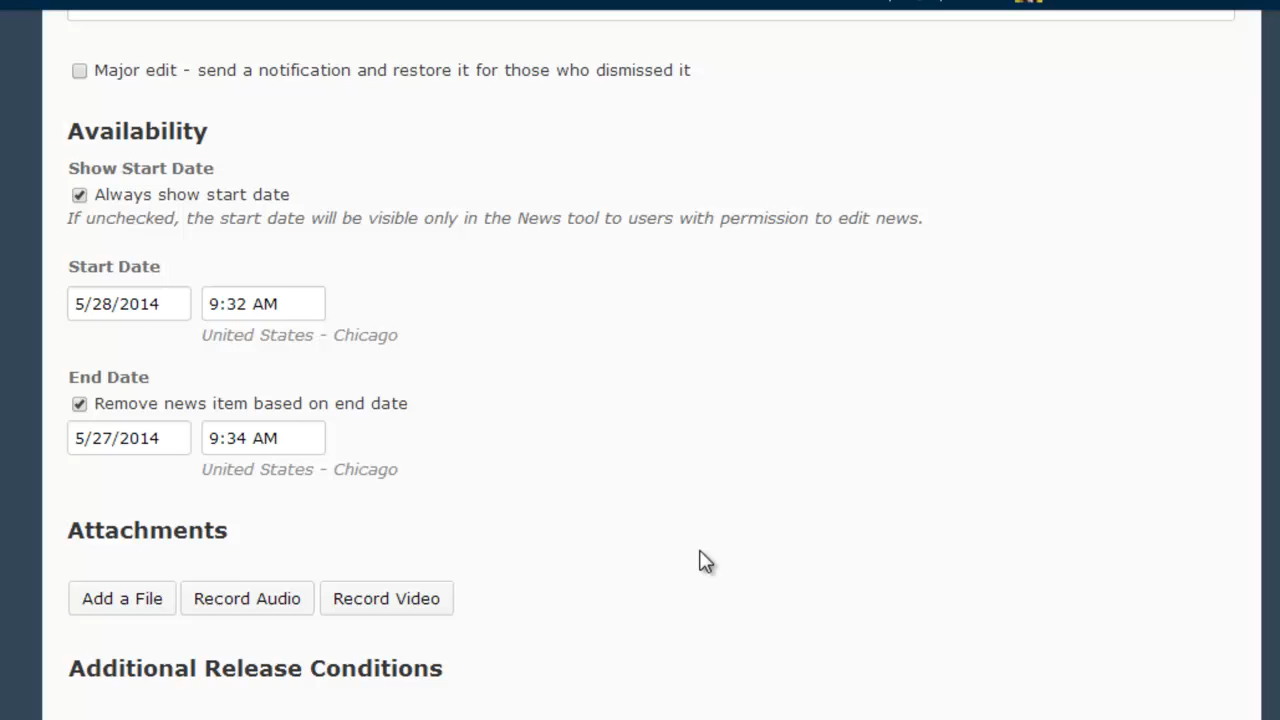 Major edit - send a notification and restore it for those who dismissed it
Availability
Show Start Date
Always show start date
If unchecked, the start date will be visible only in the News tool to users with permission to edit news.
Start Date
5/28/2014 9:32 AM
United States - Chicago
End Date
Remove news item based on end date
5/27/2014 9:34 AM
United States - Chicago
Attachments
Add a File Record Audio Record Video
Additional Release Conditions